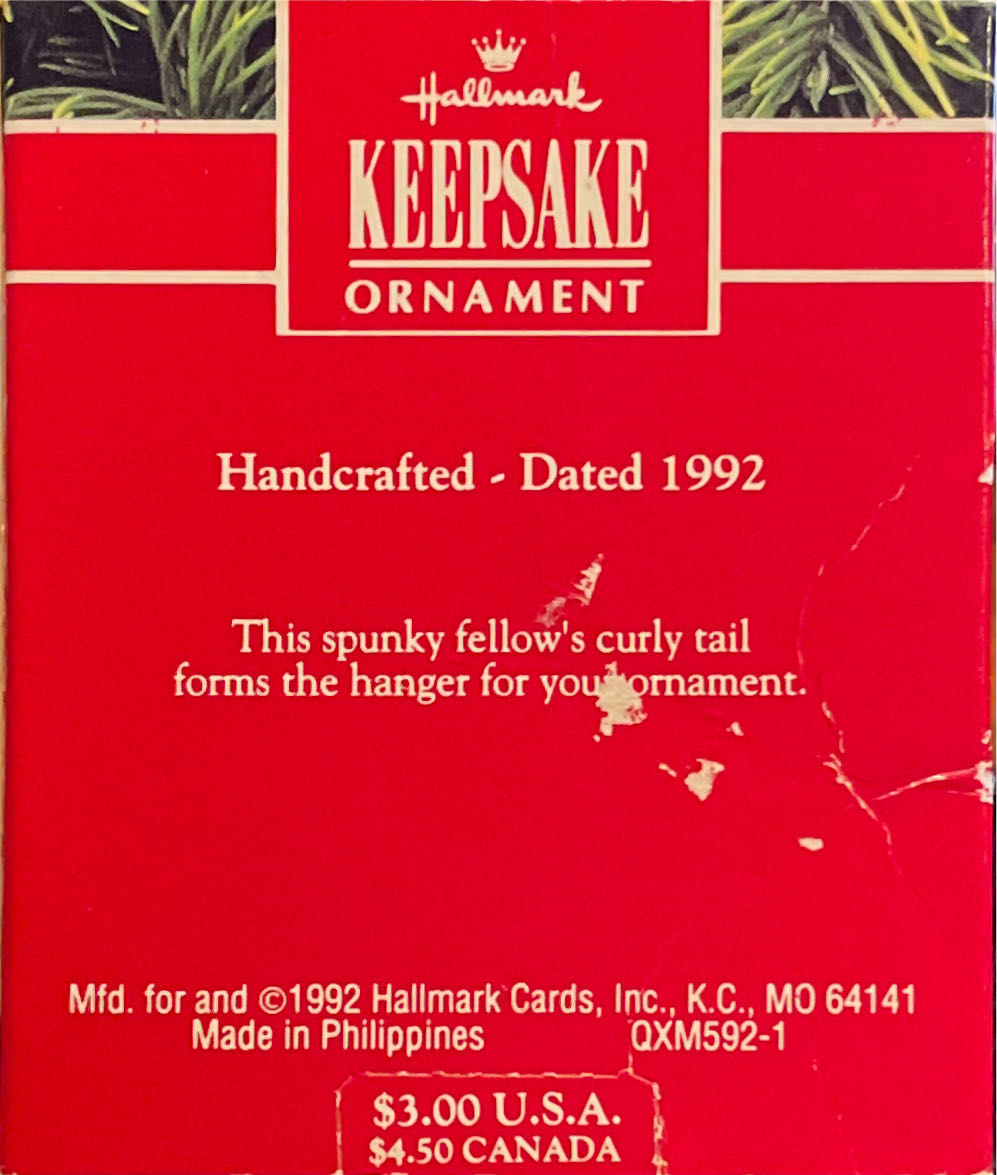 Hallmark
KEEPSAKE
ORNAMENT
Handcrafted - Dated 1992
This spunky fellow's curly tail
forms the hanger for your ornament.
Mfd. for and ©1992 Hallmark Cards, Inc., K.C., MO 64141
Made in Philippines QXM592-1
$3.00 U.S.A.
$4.50 CANADA